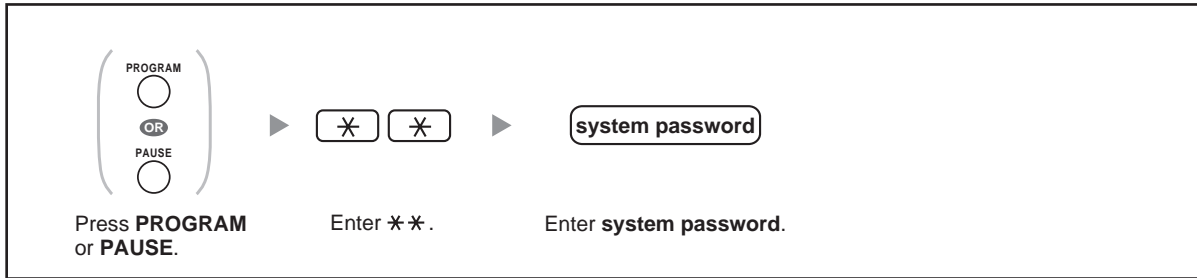 PROGRAM
OR
PAUSE
✳ ✳
system password
Press PROGRAM
or PAUSE.
Enter ✳✳.
Enter system password.